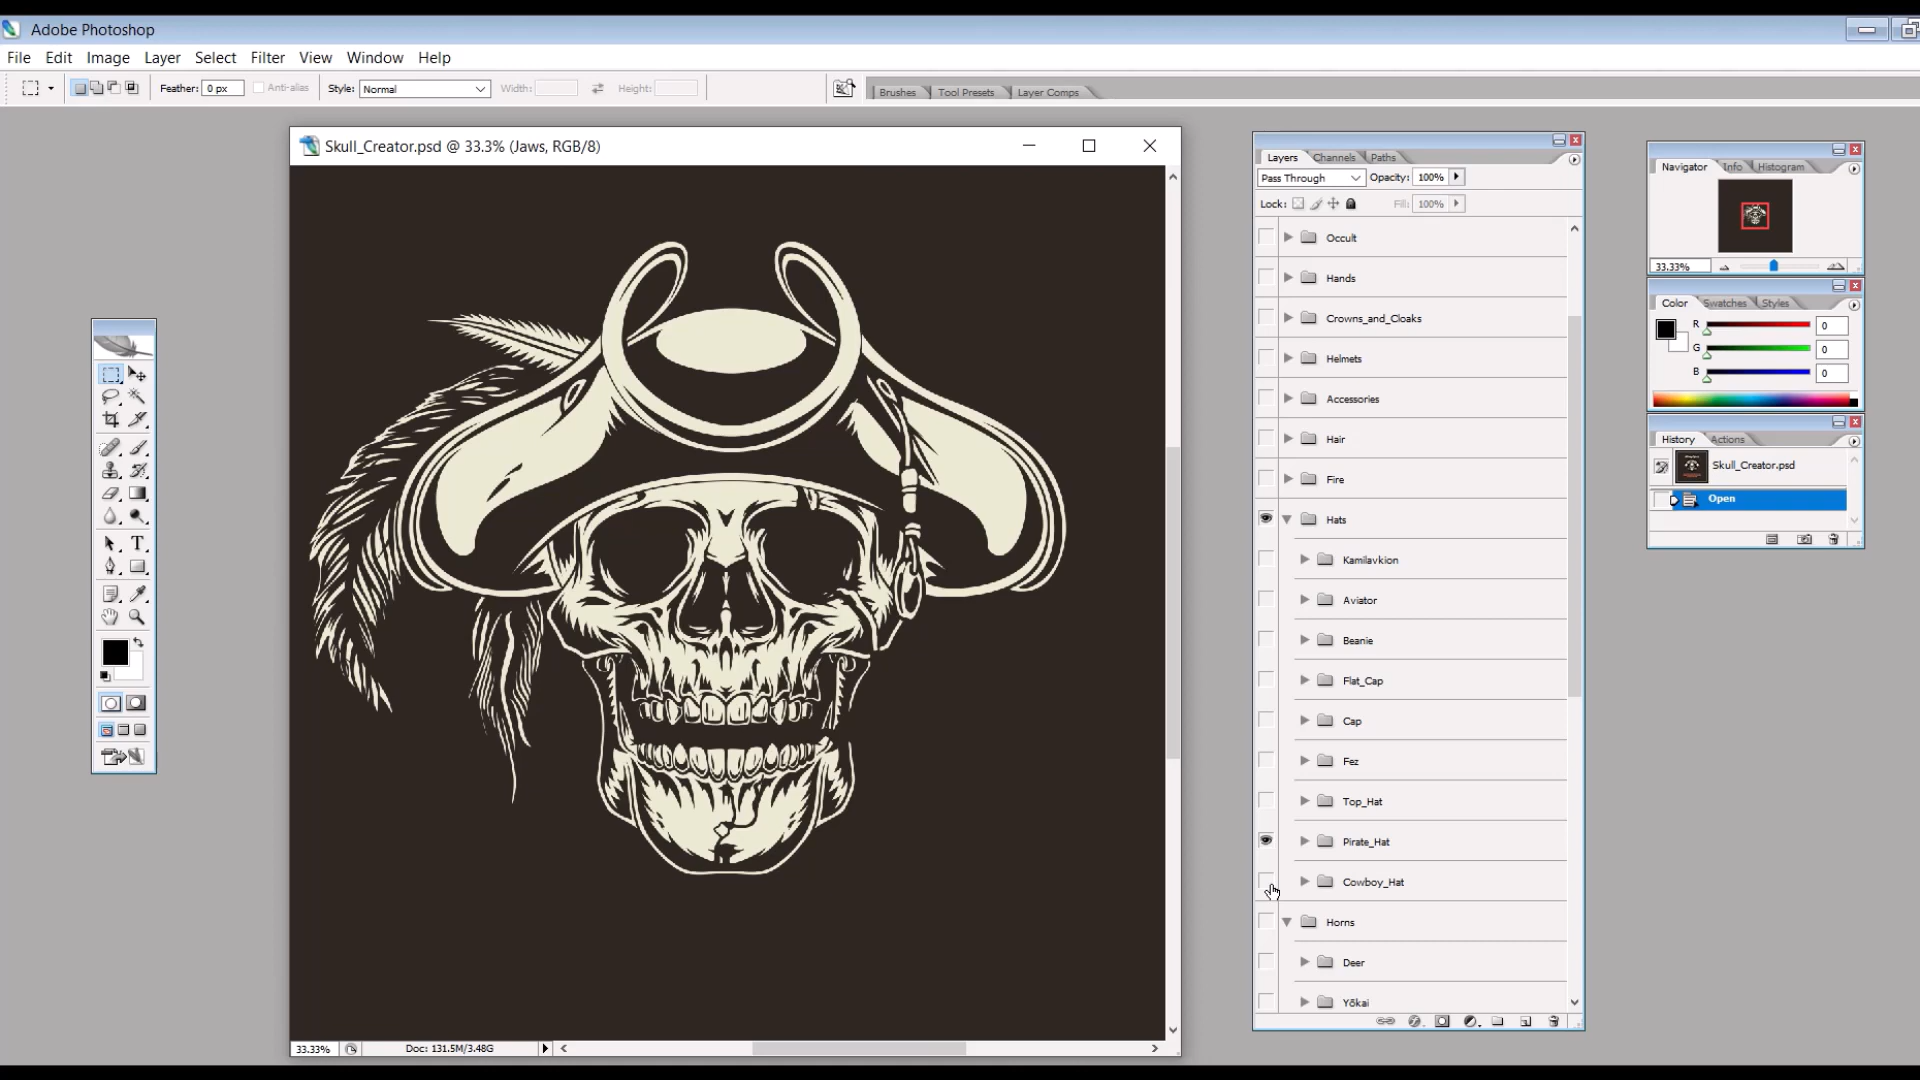 Adobe Photoshop
File Edit Image Layer Select Filter View Window Help
Feather: 0 px Anti-alias Style: Normal Width: Height: Brushes Tool Presets Layer Comps
Skull_Creator.psd @ 33.3% (Jaws, RGB/8)
Layers Channels Paths
Pass Through Opacity: 100%
Lock: Fill: 100%
Occult
Hands
Crowns_and_Cloaks
Helmets
Accessories
Hair
Fire
Hats
Kamilavkion
Aviator
Beanie
Flat_Cap
Cap
Fez
Top_Hat
Pirate_Hat
Cowboy_Hat
Horns
Deer
Yōkai
Navigator Info Histogram
33.33%
Color Swatches Styles
R 0
G 0
B 0
History Actions
Skull_Creator.psd
Open
33.33% Doc: 131.5M/3.48G